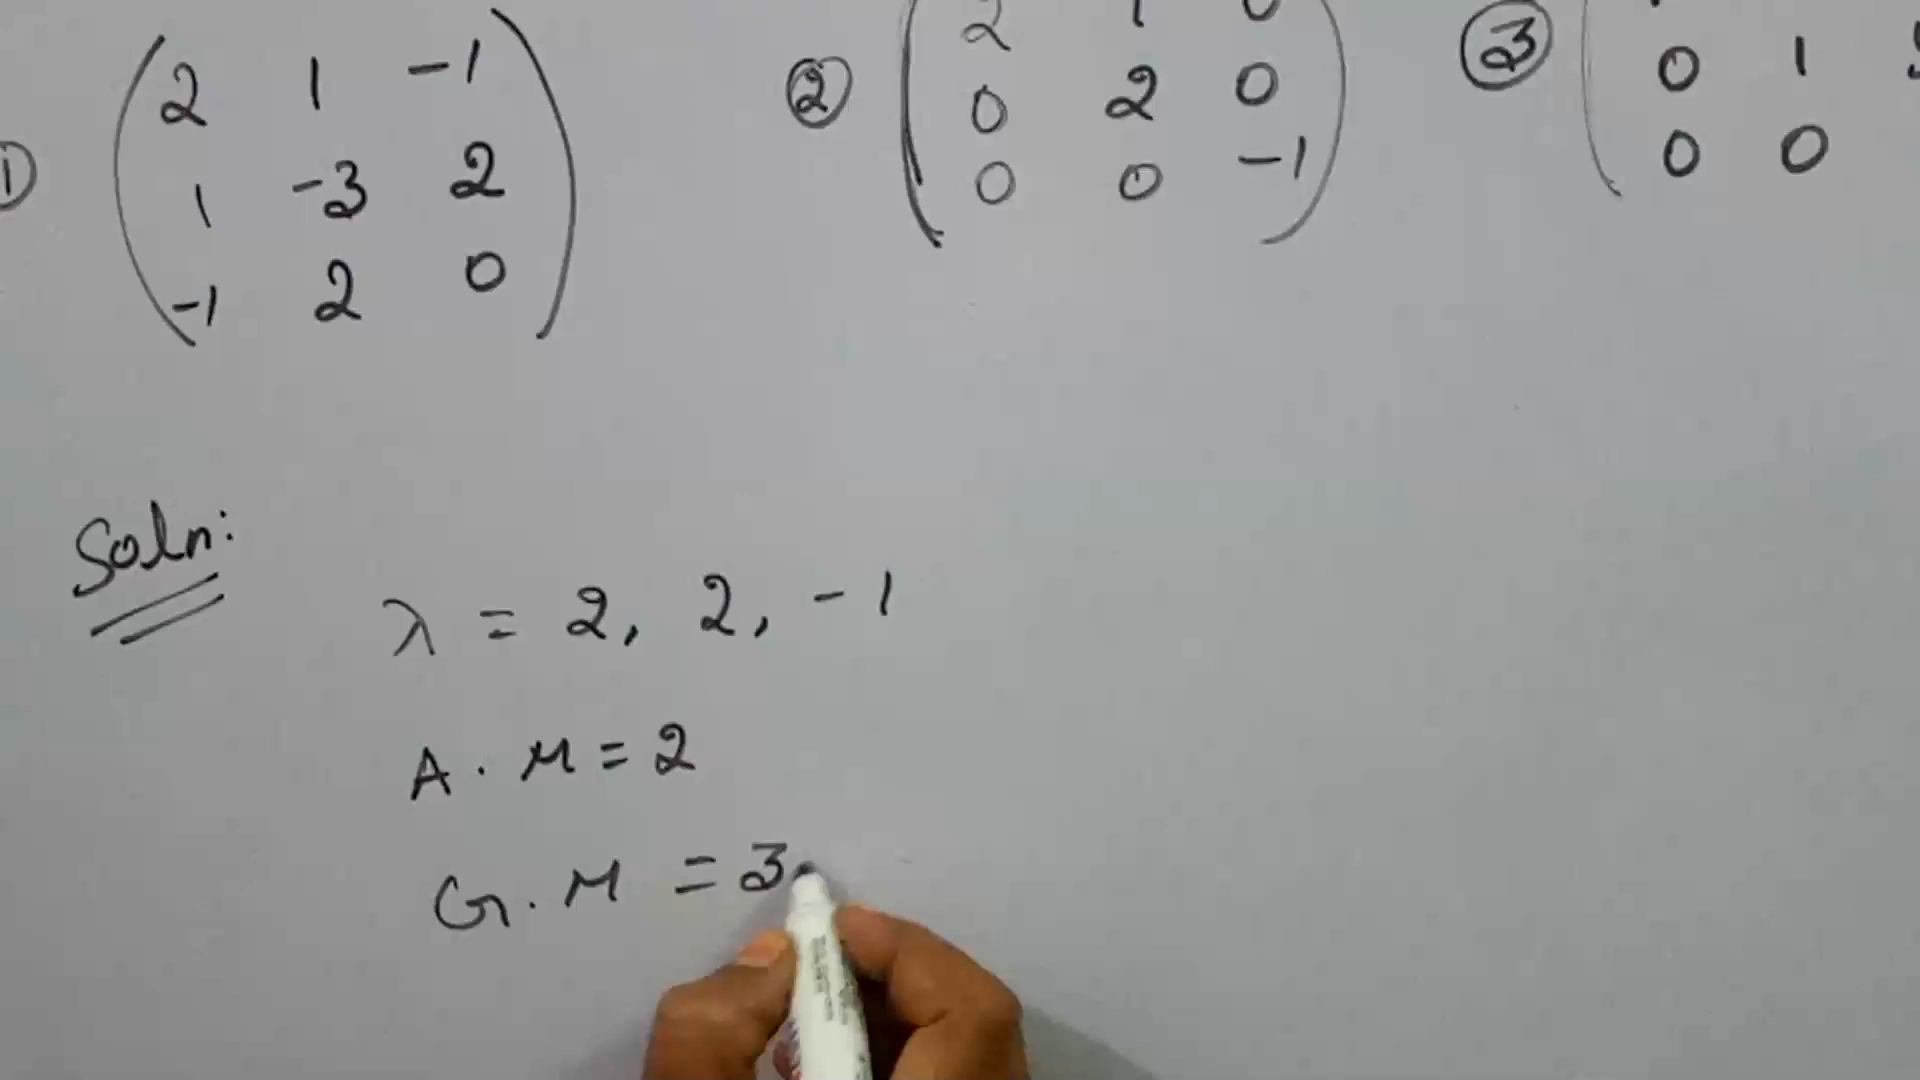 ① 2 1 -1
1 -3 2
-1 2 0
② 2 1 0
0 2 0
0 0 -1
③
0 1
0 0
Soln:
λ = 2, 2, -1
A. M = 2
G. M = 3